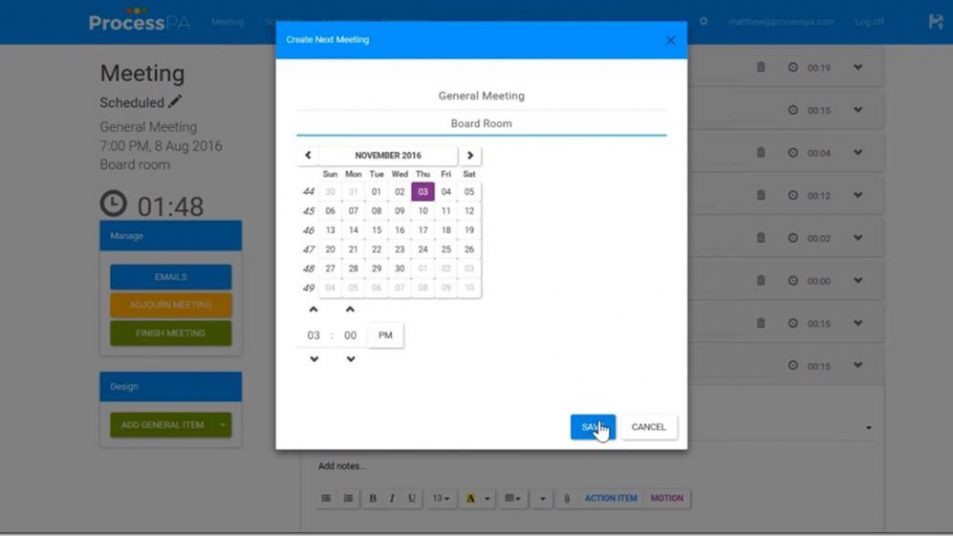 ProcessPA
Meeting
matthew@processpa.com
Log off
Meeting
Scheduled
General Meeting
7:00 PM, 8 Aug 2016
Board room
01:48
Manage
EMAILS
ADJOURN MEETING
FINISH MEETING
Design
ADD GENERAL ITEM
Create Next Meeting
General Meeting
Board Room
NOVEMBER 2016
Sun Mon Tue Wed Thu Fri Sat
44 30 31 01 02 03 04 05
45 06 07 08 09 10 11 12
46 13 14 15 16 17 18 19
47 20 21 22 23 24 25 26
48 27 28 29 30 01 02 03
49 04 05 06 07 08 09 10
03 : 00 PM
CANCEL
00:19
00:15
00:04
00:12
00:02
00:00
00:15
00:15
Add notes...
B I U 13 A ACTION ITEM MOTION